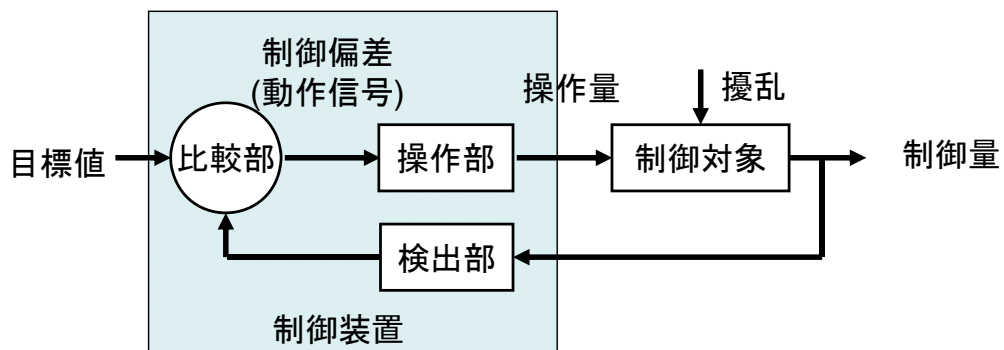 制御偏差
(動作信号)
操作量
擾乱
目標値
比較部
操作部
制御対象
制御量
検出部
制御装置